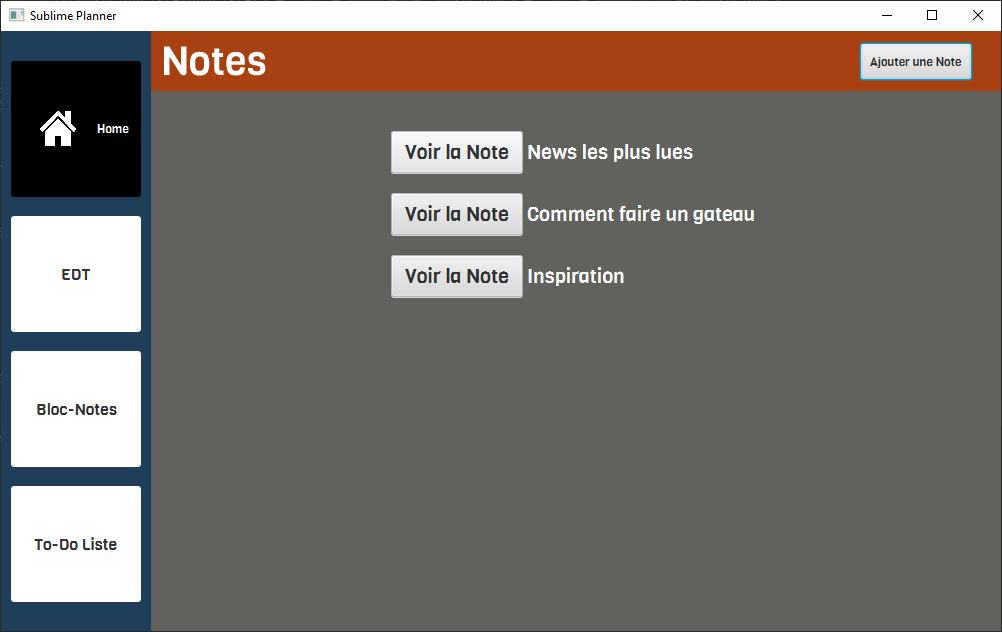 Sublime Planner
Notes
Ajouter une Note
Home
EDT
Bloc-Notes
To-Do Liste
Voir la Note News les plus lues
Voir la Note Comment faire un gateau
Voir la Note Inspiration